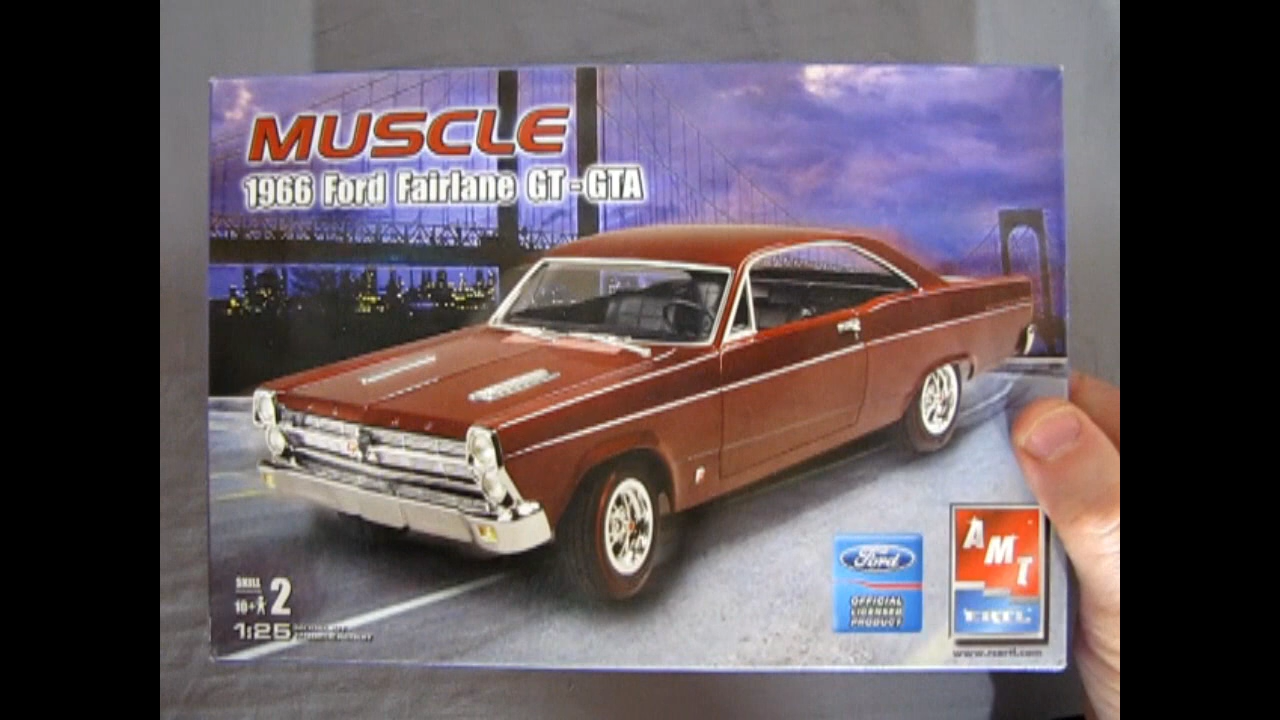 MUSCLE
1966 Ford Fairlane GT-GTA
SKILL
10+ 2
1:25
Ford
OFFICIAL
LICENSED
PRODUCT
AMT
ERTL
www.rcertl.com